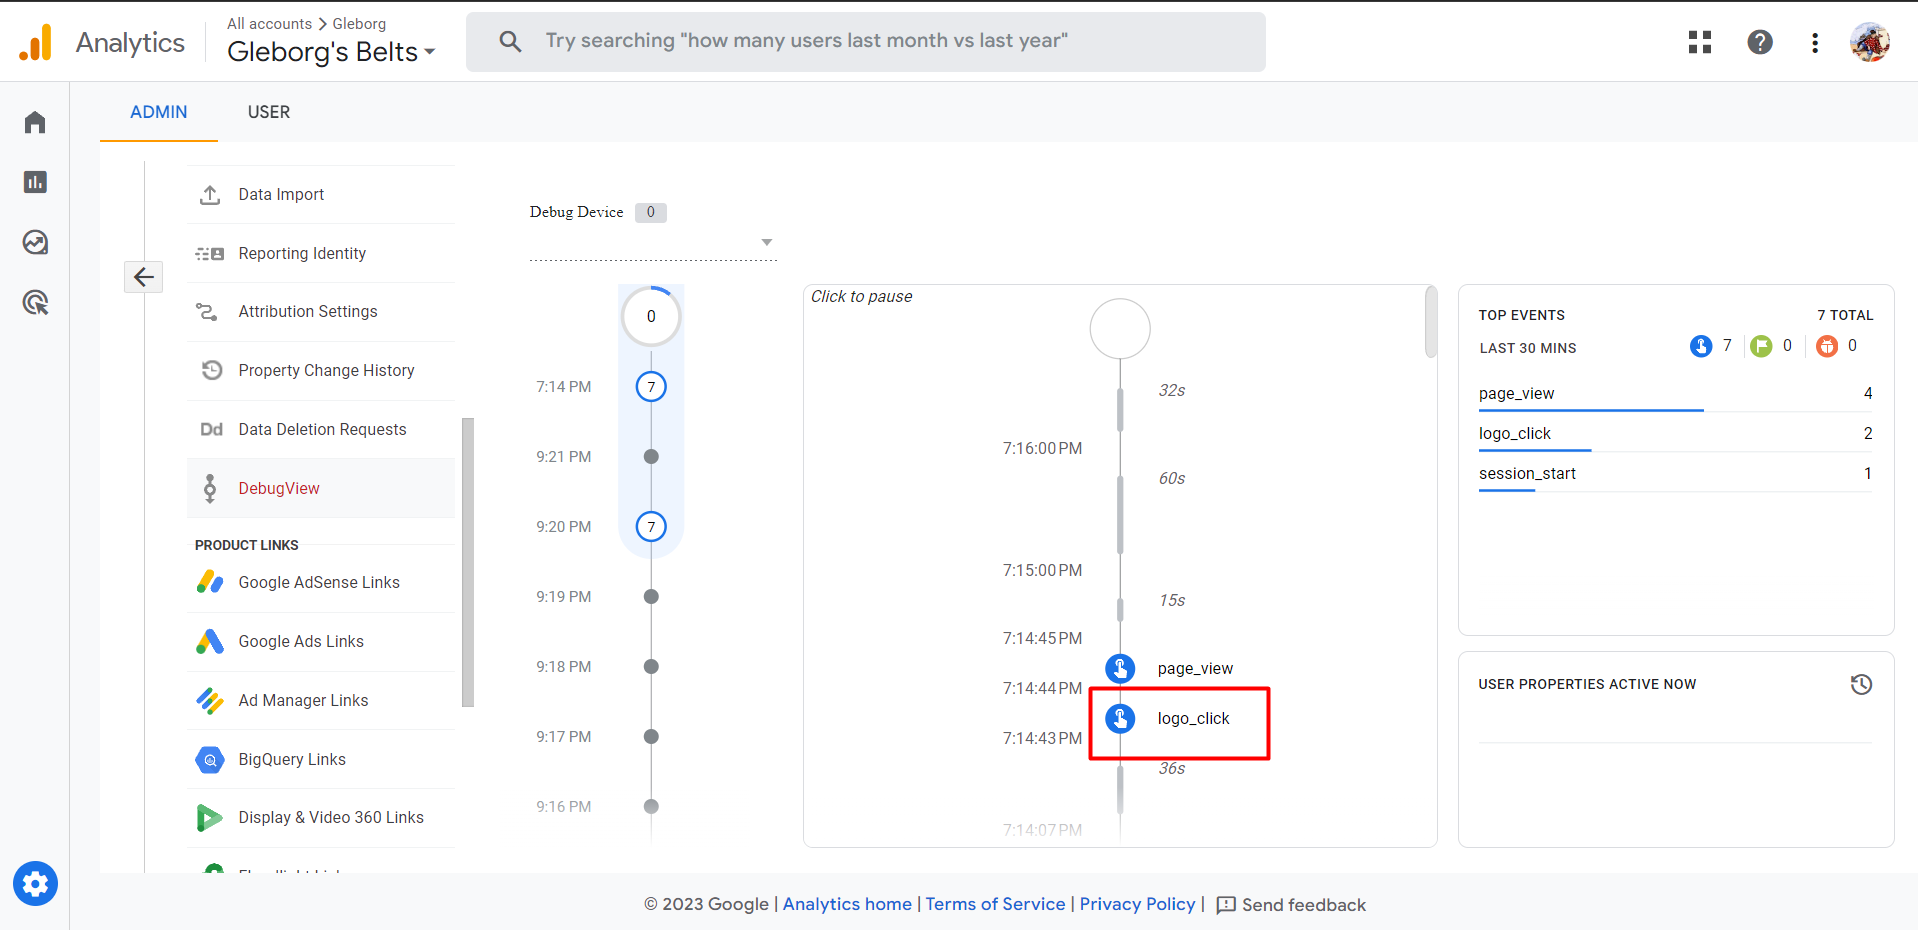 Analytics
All accounts > Gleborg
Gleborg's Belts
Try searching "how many users last month vs last year"
ADMIN
USER
Data Import
Reporting Identity
Attribution Settings
Property Change History
Dd Data Deletion Requests
DebugView
PRODUCT LINKS
Google AdSense Links
Google Ads Links
Ad Manager Links
BigQuery Links
Display & Video 360 Links
Debug Device 0
0
7:14 PM 7
9:21 PM
9:20 PM 7
9:19 PM
9:18 PM
9:17 PM
9:16 PM
Click to pause
32s
7:16:00 PM
60s
7:15:00 PM
15s
7:14:45 PM
page_view
7:14:44 PM
logo_click
7:14:43 PM
36s
7:14:07 PM
TOP EVENTS 7 TOTAL
LAST 30 MINS 7 0 0
page_view 4
logo_click 2
session_start 1
USER PROPERTIES ACTIVE NOW
© 2023 Google | Analytics home | Terms of Service | Privacy Policy | Send feedback